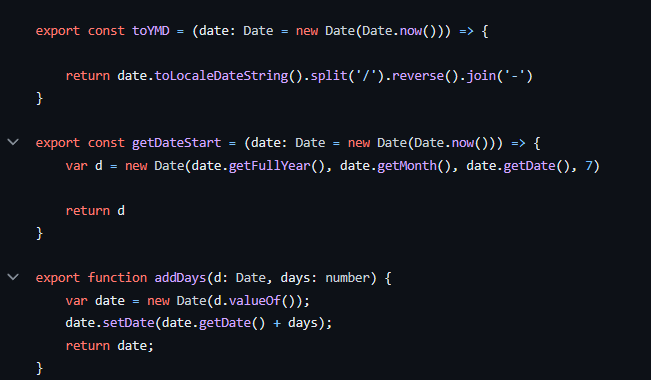 export const toYMD = (date: Date = new Date(Date.now())) => {
return date.toLocaleDateString().split('/').reverse().join('-')
}
export const getDateStart = (date: Date = new Date(Date.now())) => {
var d = new Date(date.getFullYear(), date.getMonth(), date.getDate(), 7)
return d
}
export function addDays(d: Date, days: number) {
var date = new Date(d.valueOf());
date.setDate(date.getDate() + days);
return date;
}